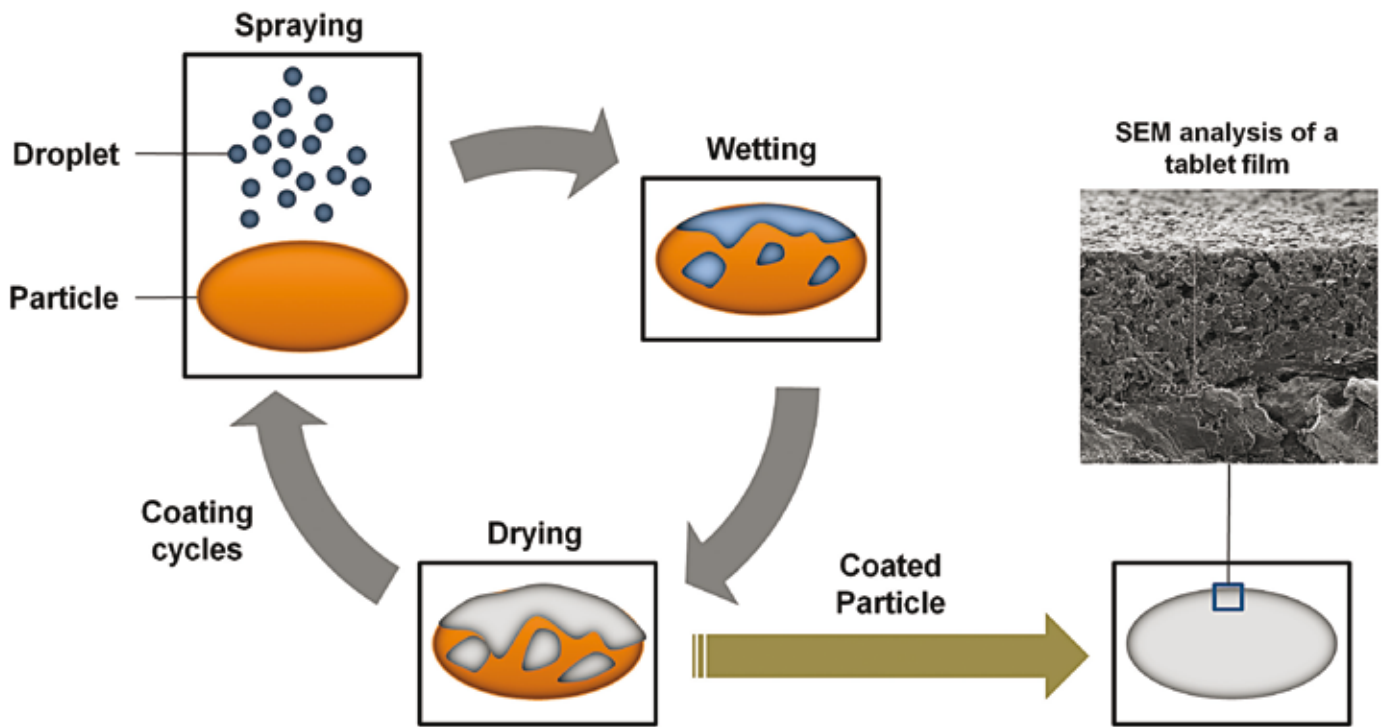 Spraying
Droplet
Particle
Wetting
SEM analysis of a
tablet film
Coating
cycles
Drying
Coated
Particle